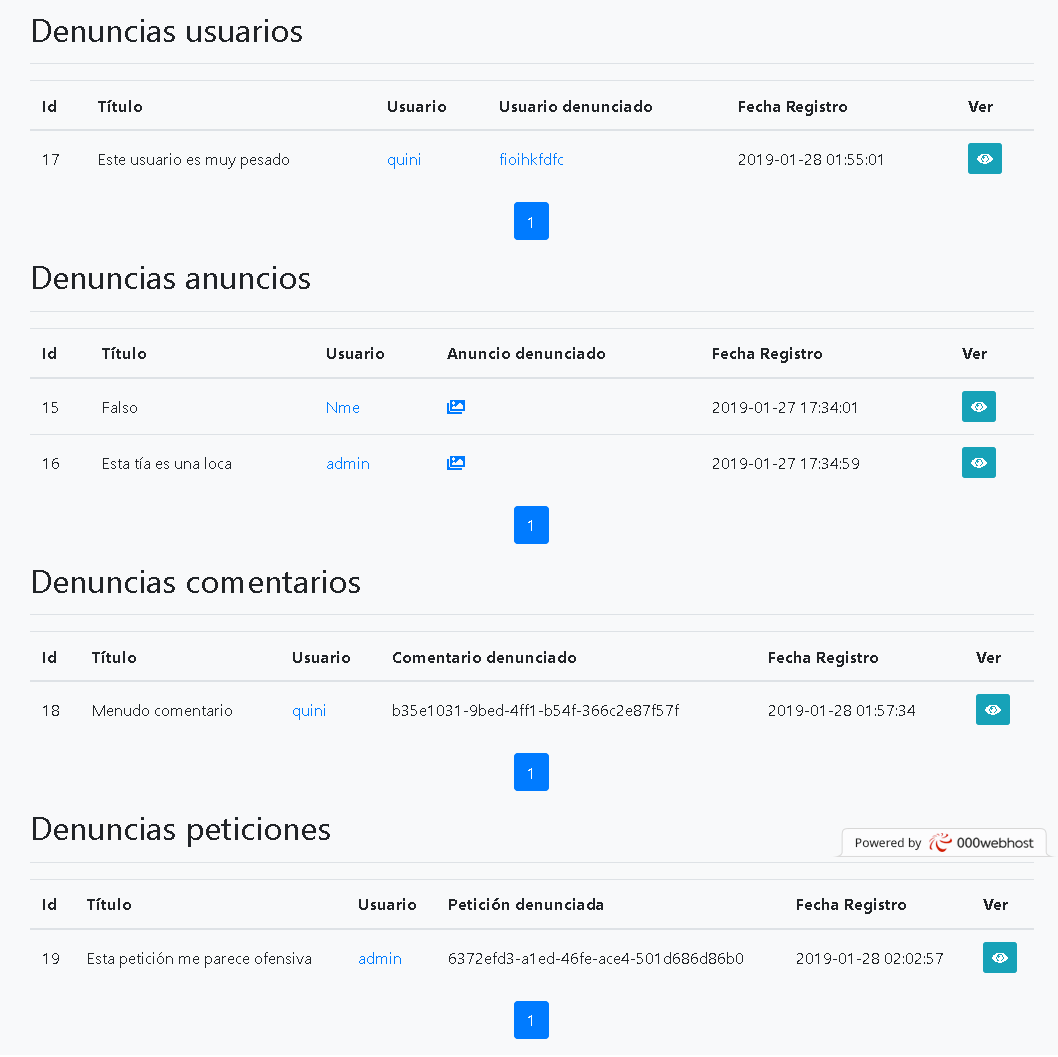 Denuncias usuarios
Id Título Usuario Usuario denunciado Fecha Registro Ver
17 Este usuario es muy pesado quini fioihkfdfc 2019-01-28 01:55:01
1
Denuncias anuncios
Id Título Usuario Anuncio denunciado Fecha Registro Ver
15 Falso Nme 2019-01-27 17:34:01
16 Esta tía es una loca admin 2019-01-27 17:34:59
1
Denuncias comentarios
Id Título Usuario Comentario denunciado Fecha Registro Ver
18 Menudo comentario quini b35e1031-9bed-4ff1-b54f-366c2e87f57f 2019-01-28 01:57:34
1
Denuncias peticiones
Powered by 000webhost
Id Título Usuario Petición denunciada Fecha Registro Ver
19 Esta petición me parece ofensiva admin 6372efd3-a1ed-46fe-ace4-501d686d86b0 2019-01-28 02:02:57
1